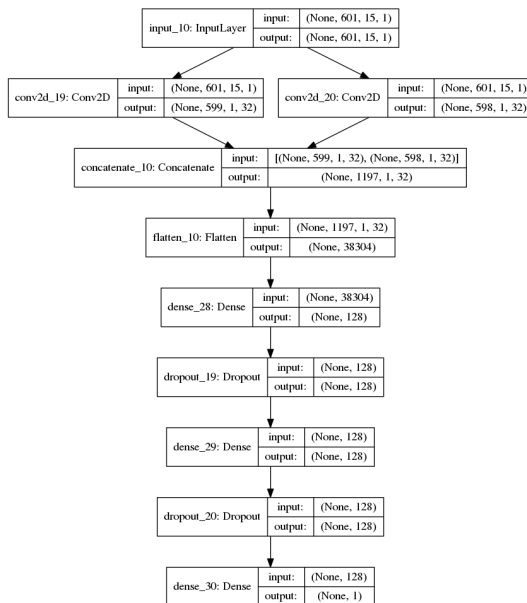 input_10: InputLayer
input: (None, 601, 15, 1)
output: (None, 601, 15, 1)
conv2d_19: Conv2D
input: (None, 601, 15, 1)
output: (None, 599, 1, 32)
conv2d_20: Conv2D
input: (None, 601, 15, 1)
output: (None, 598, 1, 32)
concatenate_10: Concatenate
input: [(None, 599, 1, 32), (None, 598, 1, 32)]
output: (None, 1197, 1, 32)
flatten_10: Flatten
input: (None, 1197, 1, 32)
output: (None, 38304)
dense_28: Dense
input: (None, 38304)
output: (None, 128)
dropout_19: Dropout
input: (None, 128)
output: (None, 128)
dense_29: Dense
input: (None, 128)
output: (None, 128)
dropout_20: Dropout
input: (None, 128)
output: (None, 128)
dense_30: Dense
input: (None, 128)
output: (None, 1)